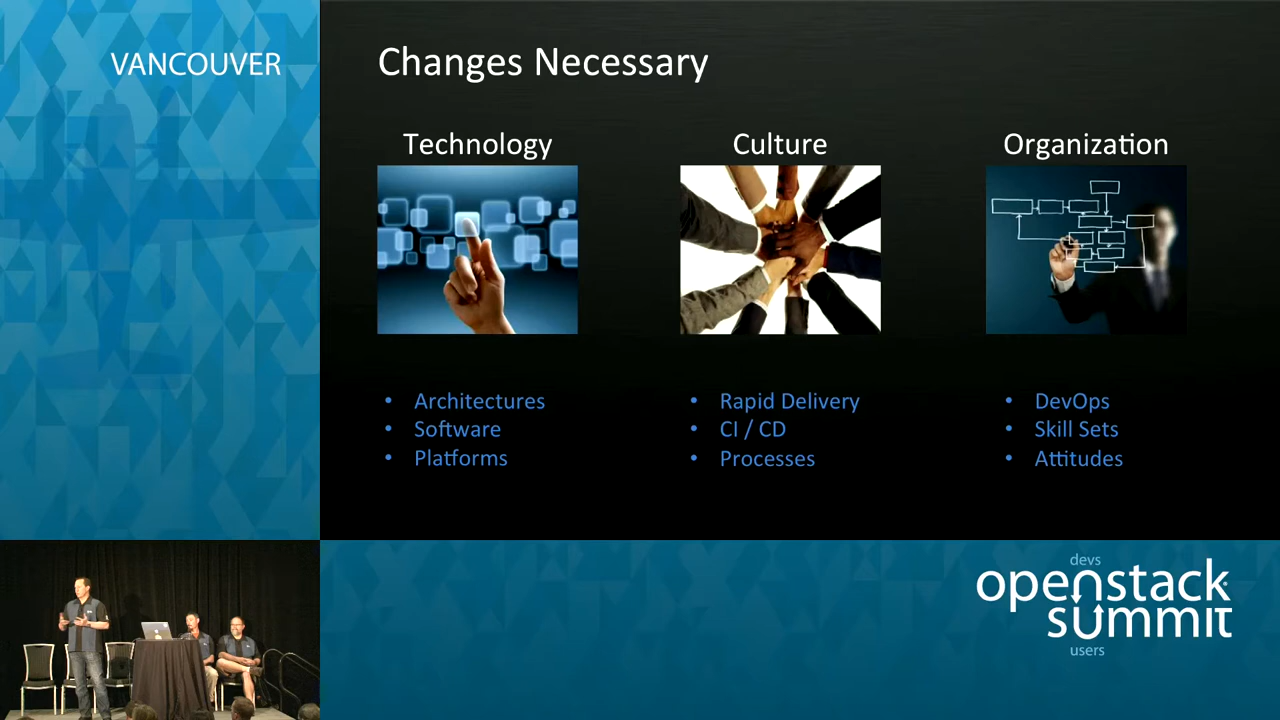 VANCOUVER
Changes Necessary
Technology
Culture
Organization
• Architectures
• Software
• Platforms
• Rapid Delivery
• CI / CD
• Processes
• DevOps
• Skill Sets
• Attitudes
devs
openstack
summit
users